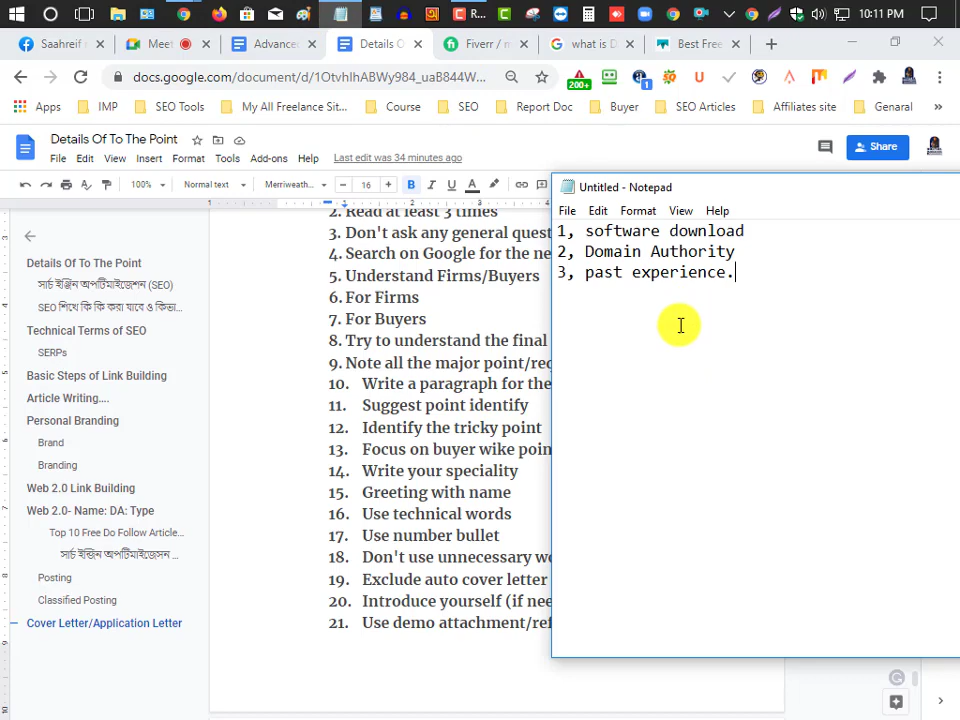 10:11 PM
Saahreif
Meet
Advance
Details O
Fiverr /
what is D
Best Free
docs.google.com/document/d/1OtvhIhABWy984_uaB844W...
200+
1
Apps
IMP
SEO Tools
My All Freelance Sit...
Course
SEO
Report Doc
Buyer
SEO Articles
Affiliates site
Genaral
»
Details Of To The Point
File Edit View Insert Format Tools Add-ons Help
Last edit was 34 minutes ago
Share
100%
Normal text
Merriweath...
16
B I U A
Details Of To The Point
সার্চ ইঞ্জিন অপটিমাইজেশন (SEO)
SEO শিখে কি কি করা যাবে ও কিভা...
Technical Terms of SEO
SERPs
Basic Steps of Link Building
Article Writing....
Personal Branding
Brand
Branding
Web 2.0 Link Building
Web 2.0- Name: DA: Type
Top 10 Free Do Follow Article...
সার্চ ইন্জিন অপটিমাইজেসন ...
Posting
Classified Posting
Cover Letter/Application Letter
2. Read at least 3 times
3. Don't ask any general quest
4. Search on Google for the ne
5. Understand Firms/Buyers
6. For Firms
7. For Buyers
8. Try to understand the final
9. Note all the major point/req
10. Write a paragraph for the
11. Suggest point identify
12. Identify the tricky point
13. Focus on buyer wike poin
14. Write your speciality
15. Greeting with name
16. Use technical words
17. Use number bullet
18. Don't use unnecessary wo
19. Exclude auto cover letter
20. Introduce yourself (if nee
21. Use demo attachment/ref
Untitled - Notepad
File Edit Format View Help
1, software download
2, Domain Authority
3, past experience.